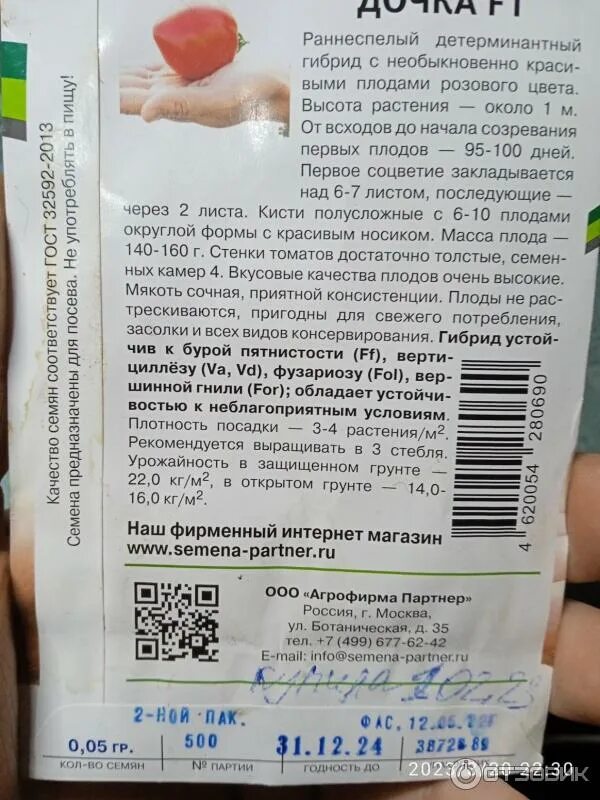 ДОЧКА F1
Раннеспелый детерминантный
гибрид с необыкновенно краси-
выми плодами розового цвета.
Высота растения — около 1 м.
От всходов до начала созревания
первых плодов — 95-100 дней.
Первое соцветие закладывается
над 6-7 листом, последующие —
через 2 листа. Кисти полусложные с 6-10 плодами
округлой формы с красивым носиком. Масса плода —
140-160 г. Стенки томатов достаточно толстые, семен-
ных камер 4. Вкусовые качества плодов очень высокие.
Мякоть сочная, приятной консистенции. Плоды не рас-
трескиваются, пригодны для свежего потребления,
засолки и всех видов консервирования. Гибрид устой-
чив к бурой пятнистости (Ff), верти-
циллёзу (Va, Vd), фузариозу (Fol), вер-
шинной гнили (For); обладает устойчи-
востью к неблагоприятным условиям.
Плотность посадки — 3-4 растения/м².
Рекомендуется выращивать в 3 стебля.
Урожайность в защищенном грунте —
22,0 кг/м², в открытом грунте — 14,0-
16,0 кг/м².
4 620054 280690
Наш фирменный интернет магазин
www.semena-partner.ru
ООО «Агрофирма Партнер»
Россия, г. Москва,
ул. Ботаническая, д. 35
тел. +7 (499) 677-62-42
E-mail: info@semena-partner.ru
Качество семян соответствует ГОСТ 32592-2013
Семена предназначены для посева. Не употреблять в пищу!
купила
2-НОЙ ПАК.
ФАС. 12.05.22Г
0,05 гр.
500
31.12.24
КОЛ-ВО СЕМЯН
№ ПАРТИИ
ГОДНОСТЬ ДО
ОТЗОВИК